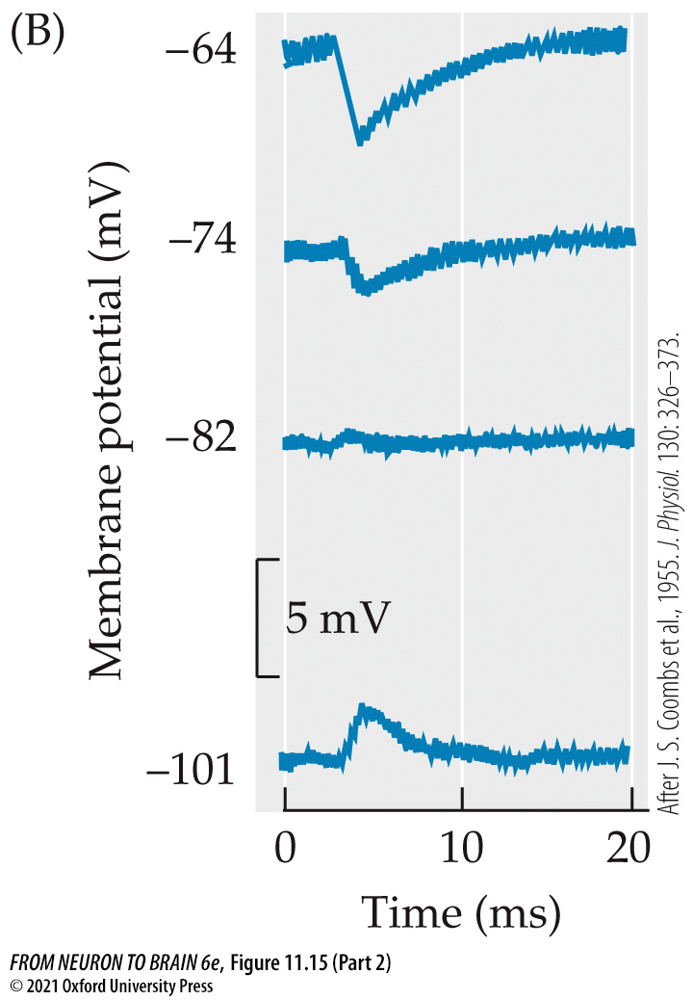 (B)
–64
–74
–82
–101
Membrane potential (mV)
5 mV
0 10 20
Time (ms)
After J. S. Coombs et al., 1955. J. Physiol. 130: 326–373.
FROM NEURON TO BRAIN 6e, Figure 11.15 (Part 2)
© 2021 Oxford University Press